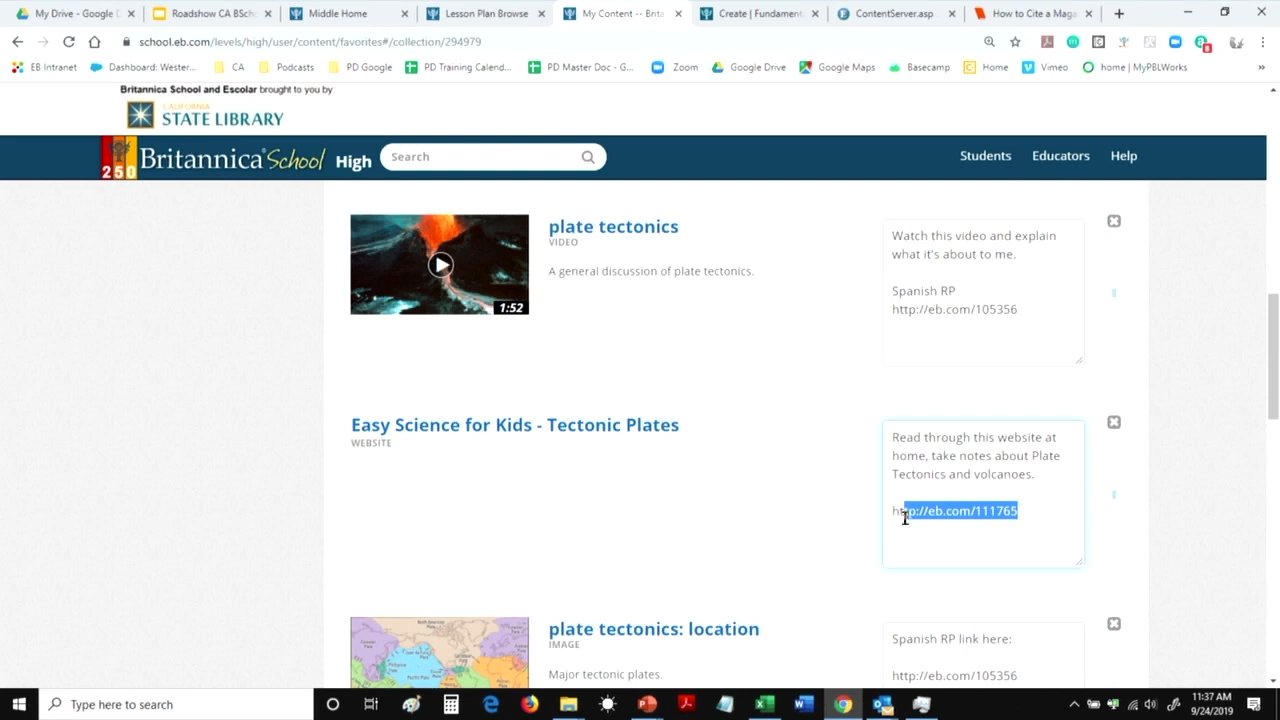 My Drive - Google D
Roadshow CA BSch
Middle Home
Lesson Plan Browse
My Content -- Brita
Create | Fundament
ContentServer.asp
How to Cite a Maga
school.eb.com/levels/high/user/content/favorites#/collection/294979
EB Intranet
Dashboard: Wester...
CA
Podcasts
PD Google
PD Training Calend...
PD Master Doc - G...
Zoom
Google Drive
Google Maps
Basecamp
Home
Vimeo
home | MyPBLWorks
Britannica School and Escolar brought to you by
CALIFORNIA
STATE LIBRARY
250
Britannica School High
Search
Students
Educators
Help
plate tectonics
VIDEO
A general discussion of plate tectonics.
1:52
Watch this video and explain
what it's about to me.
Spanish RP
http://eb.com/105356
Easy Science for Kids - Tectonic Plates
WEBSITE
Read through this website at
home, take notes about Plate
Tectonics and volcanoes.
http://eb.com/111765
plate tectonics: location
IMAGE
Major tectonic plates.
Spanish RP link here:
http://eb.com/105356
Type here to search
11:37 AM
9/24/2019